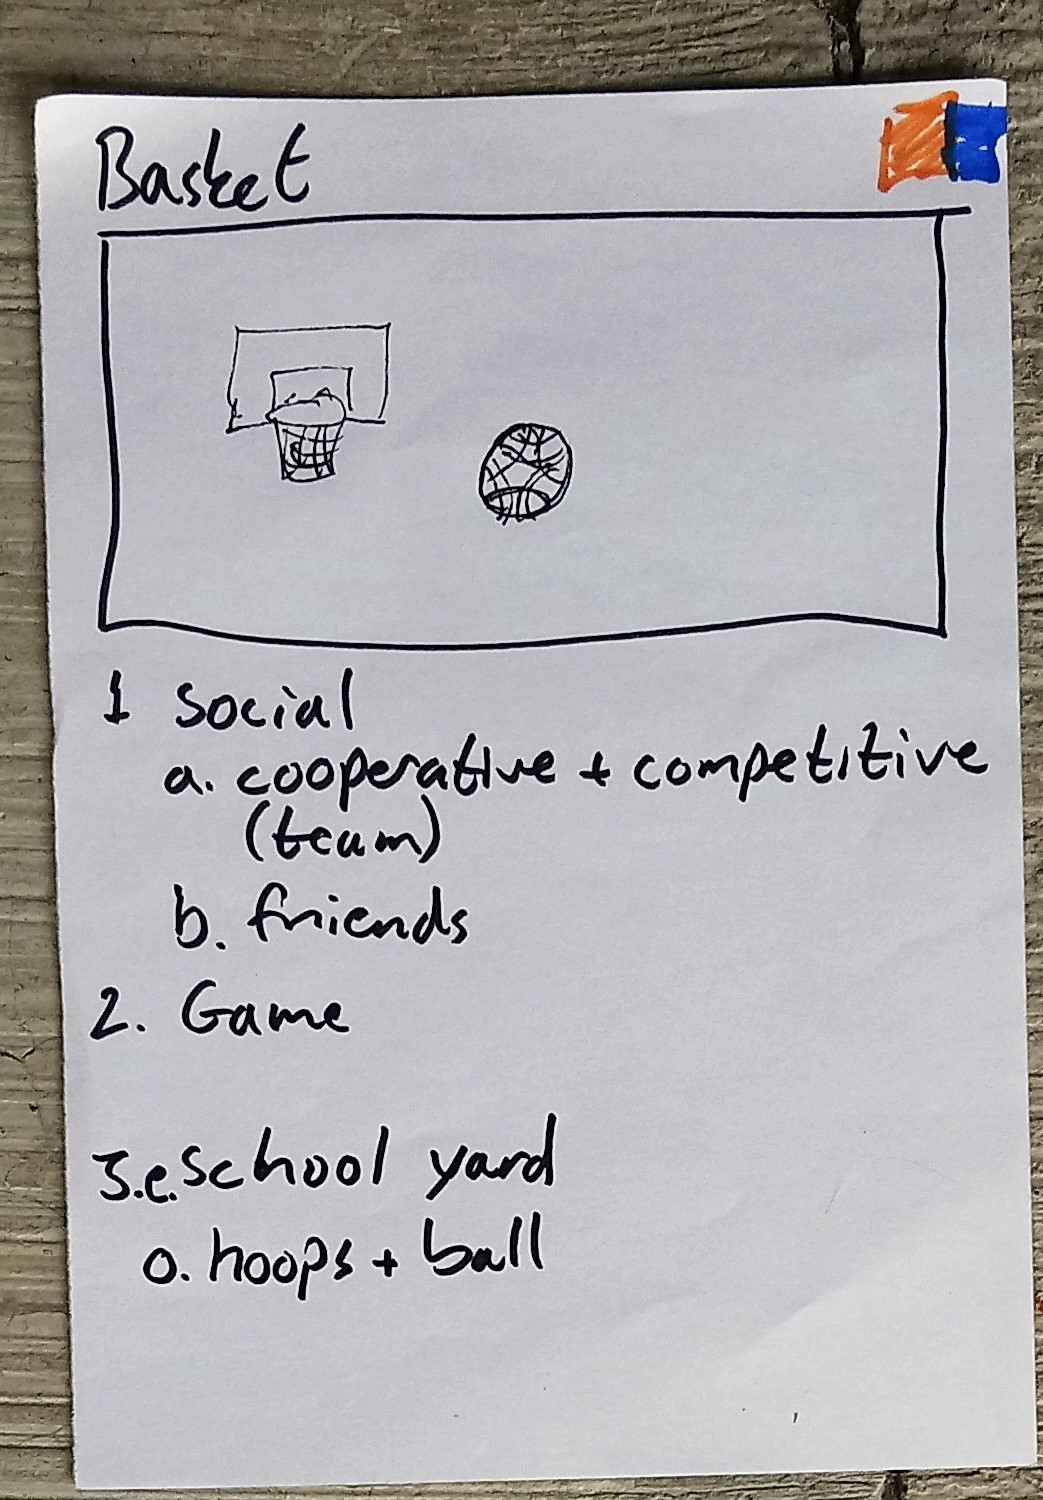 Basket
1 Social
a. cooperative + competitive
(team)
b. friends
2. Game
3.e. School yard
o. hoops + ball